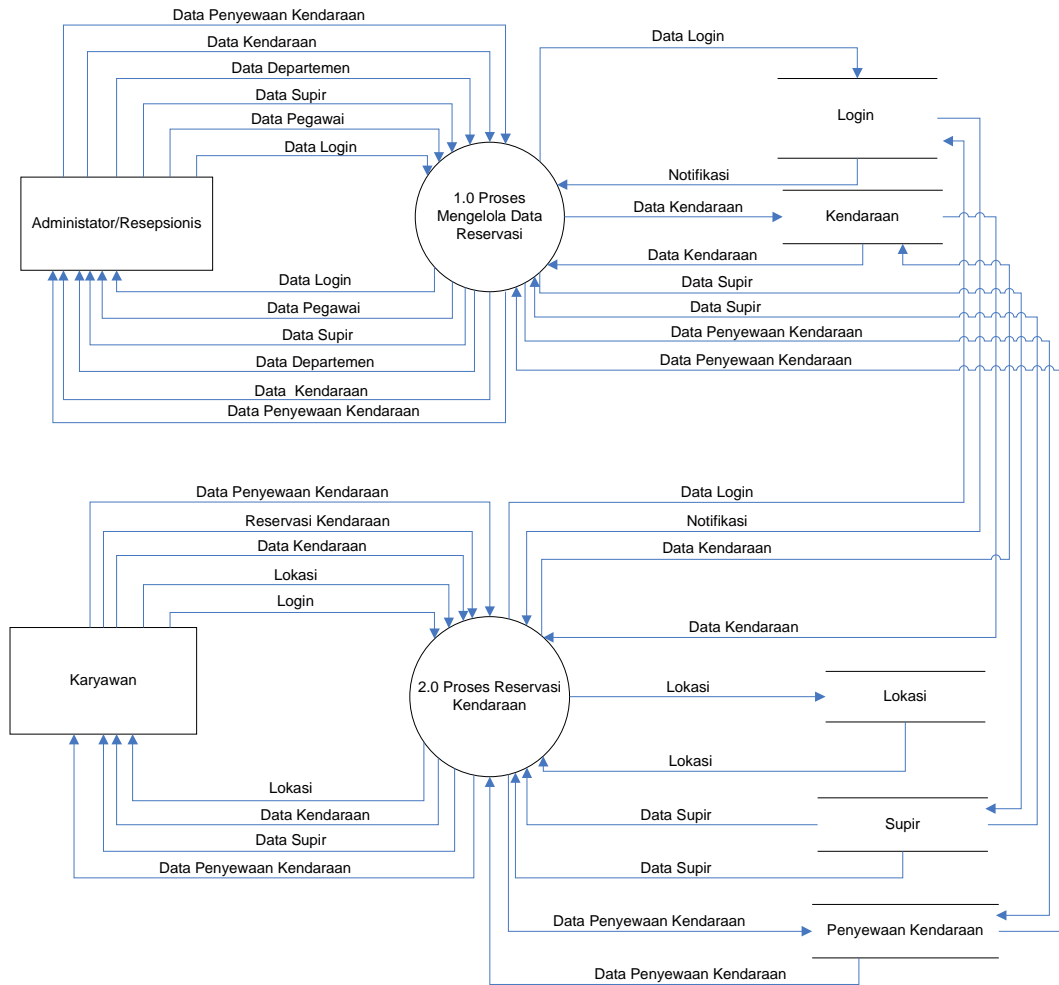 Data Penyewaan Kendaraan
Data Kendaraan
Data Departemen
Data Supir
Data Pegawai
Data Login
Administator/Resepsionis
1.0 Proses
Mengelola Data
Reservasi
Data Login
Login
Notifikasi
Data Kendaraan
Kendaraan
Data Kendaraan
Data Supir
Data Supir
Data Penyewaan Kendaraan
Data Penyewaan Kendaraan
Data Login
Data Pegawai
Data Supir
Data Departemen
Data  Kendaraan
Data Penyewaan Kendaraan
Data Penyewaan Kendaraan
Reservasi Kendaraan
Data Kendaraan
Lokasi
Login
Karyawan
2.0 Proses Reservasi
Kendaraan
Data Login
Notifikasi
Data Kendaraan
Data Kendaraan
Lokasi
Lokasi
Lokasi
Data Supir
Supir
Data Supir
Data Penyewaan Kendaraan
Penyewaan Kendaraan
Data Penyewaan Kendaraan
Lokasi
Data Kendaraan
Data Supir
Data Penyewaan Kendaraan